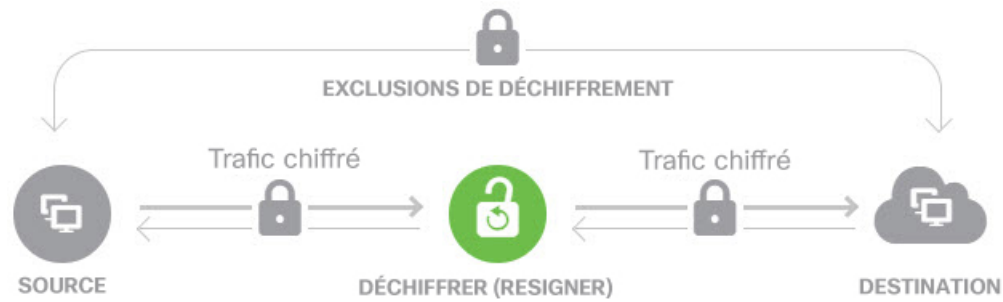 EXCLUSIONS DE DÉCHIFFREMENT
Trafic chiffré
Trafic chiffré
SOURCE
DÉCHIFFRER (RESIGNER)
DESTINATION